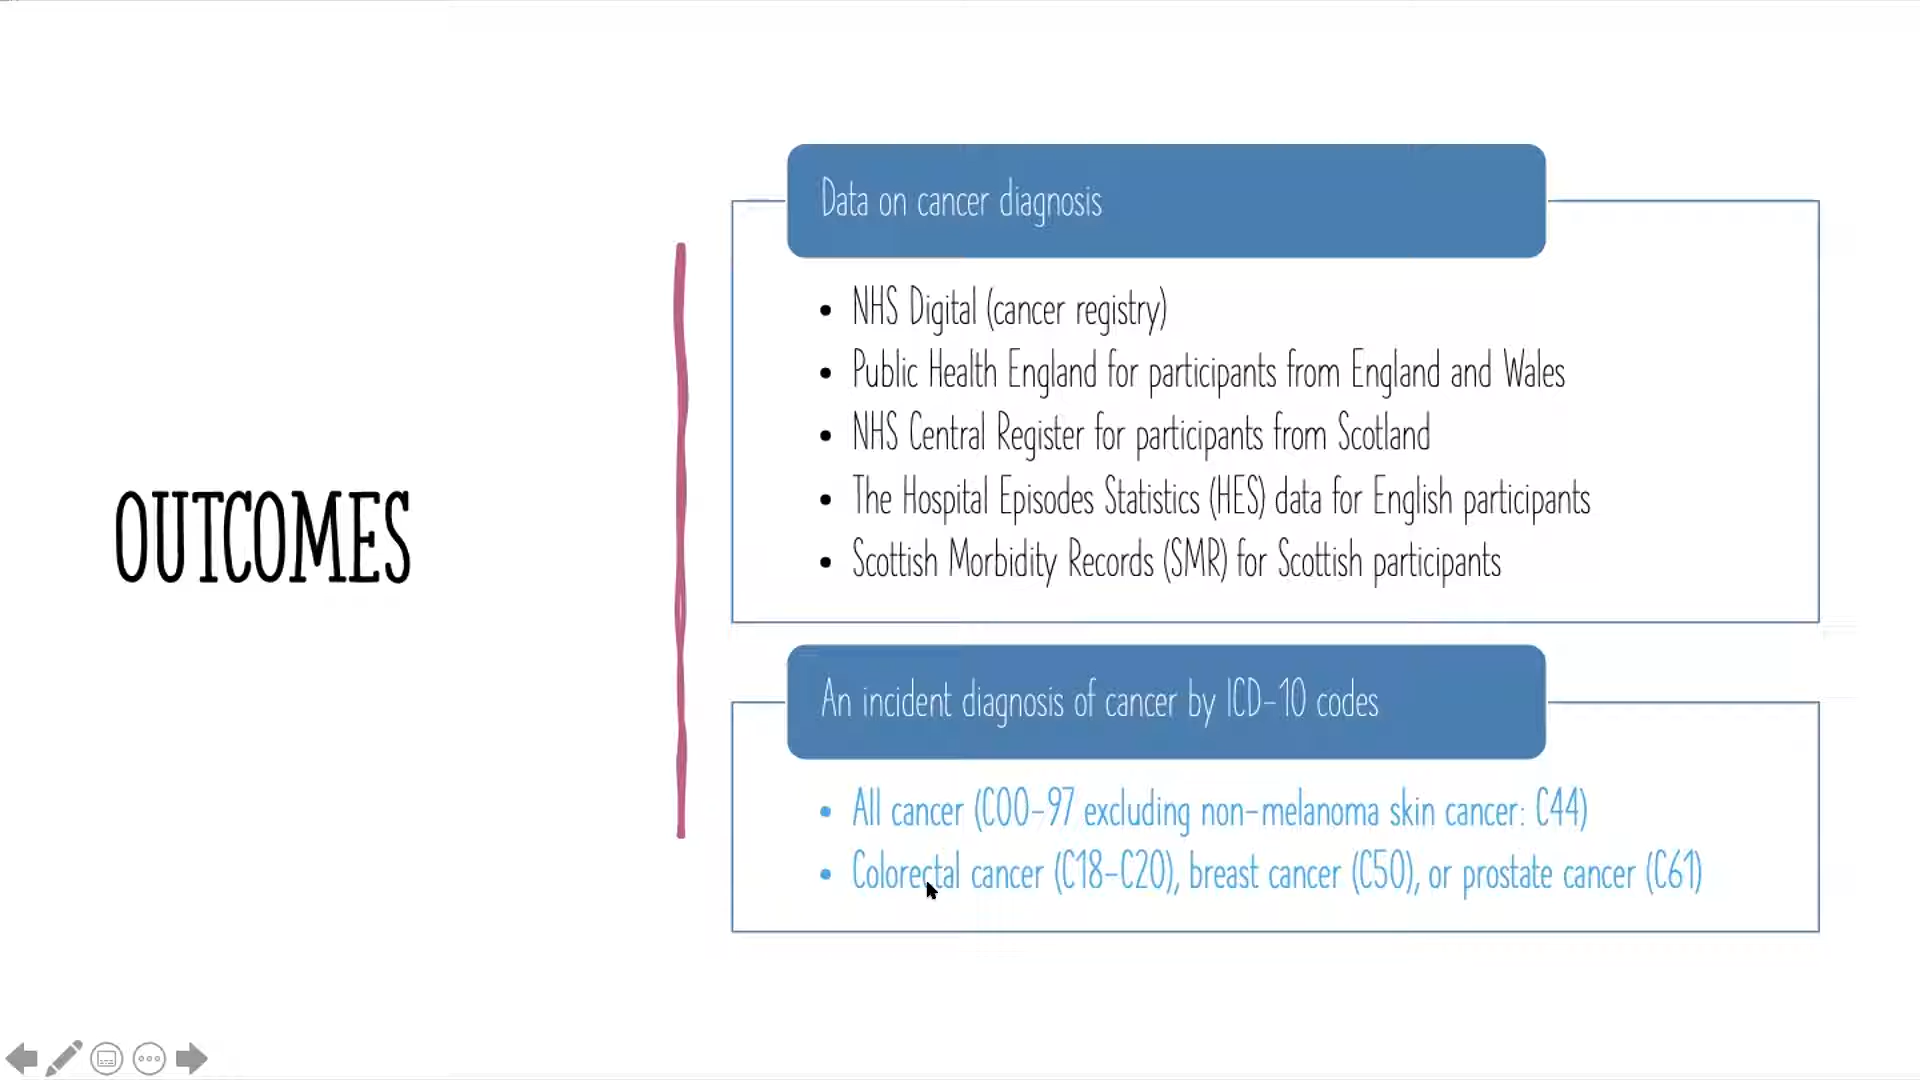 OUTCOMES
Data on cancer diagnosis
• NHS Digital (cancer registry)
• Public Health England for participants from England and Wales
• NHS Central Register for participants from Scotland
• The Hospital Episodes Statistics (HES) data for English participants
• Scottish Morbidity Records (SMR) for Scottish participants
An incident diagnosis of cancer by ICD-10 codes
• All cancer (C00-97 excluding non-melanoma skin cancer: C44)
• Colorectal cancer (C18-C20), breast cancer (C50), or prostate cancer (C61)